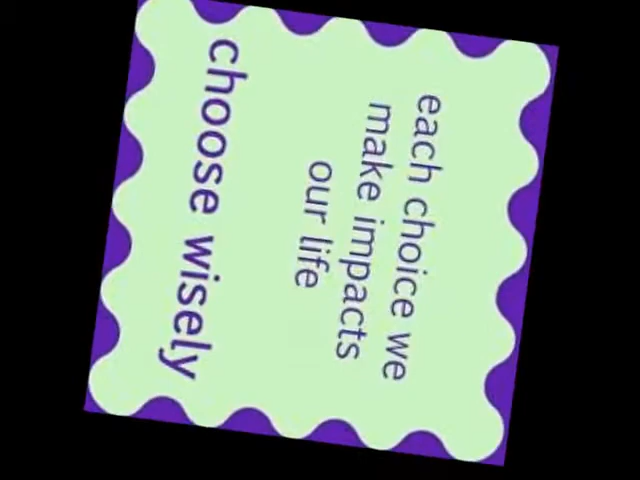 each choice we
make impacts
our life
choose wisely